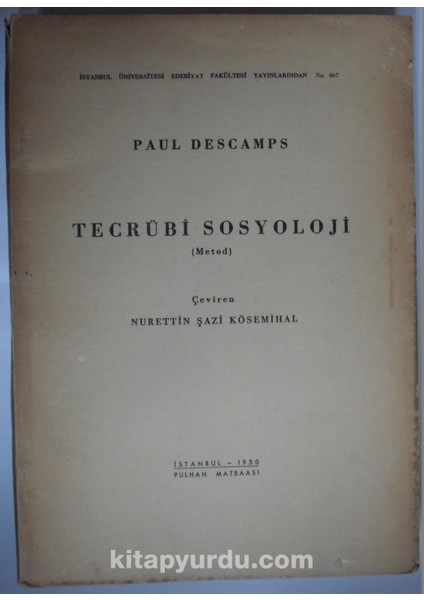 İSTANBUL ÜNİVERSİTESİ EDEBİYAT FAKÜLTESİ YAYINLARINDAN No. 467
PAUL DESCAMPS
TECRÜBÎ SOSYOLOJİ
(Metod)
Çeviren
NURETTİN ŞAZİ KÖSEMİHAL
İSTANBUL – 1950
PULHAN MATBAASI
kitapyurdu.com